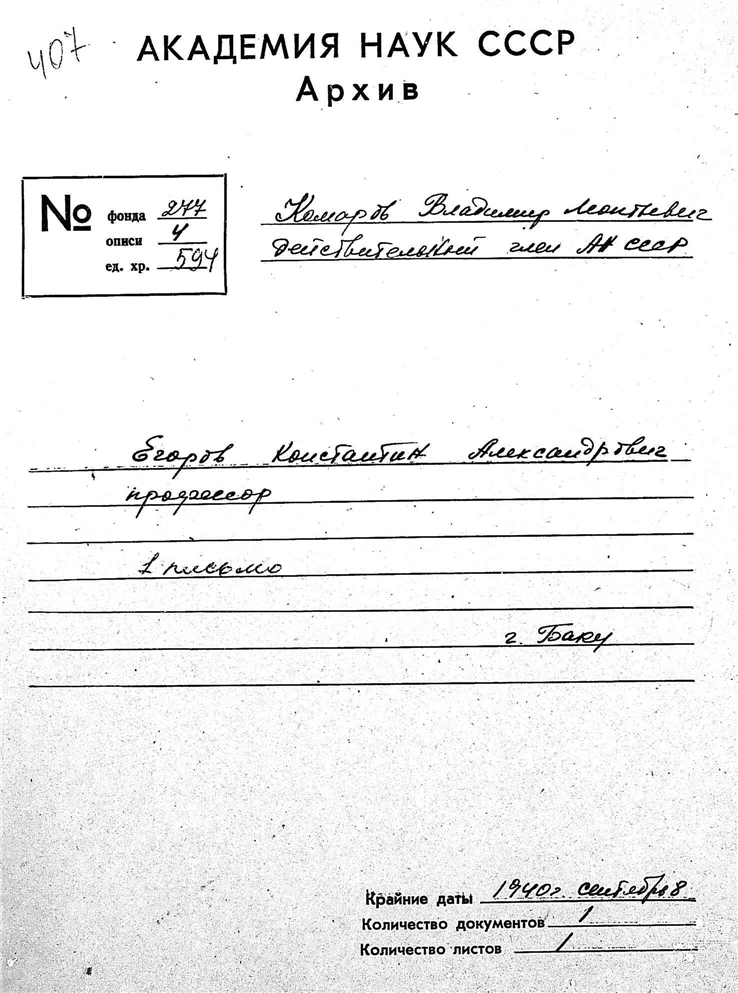 407
АКАДЕМИЯ НАУК СССР
Архив
№ фонда 277
описи 4
ед. хр. 594
Комаров Владимир Леонтьевич
действительный член АН СССР
Егоров Константин Александрович
профессор
1 письмо
г. Баку
Крайние даты 1940 г. сентябрь 8
Количество документов 1
Количество листов 1